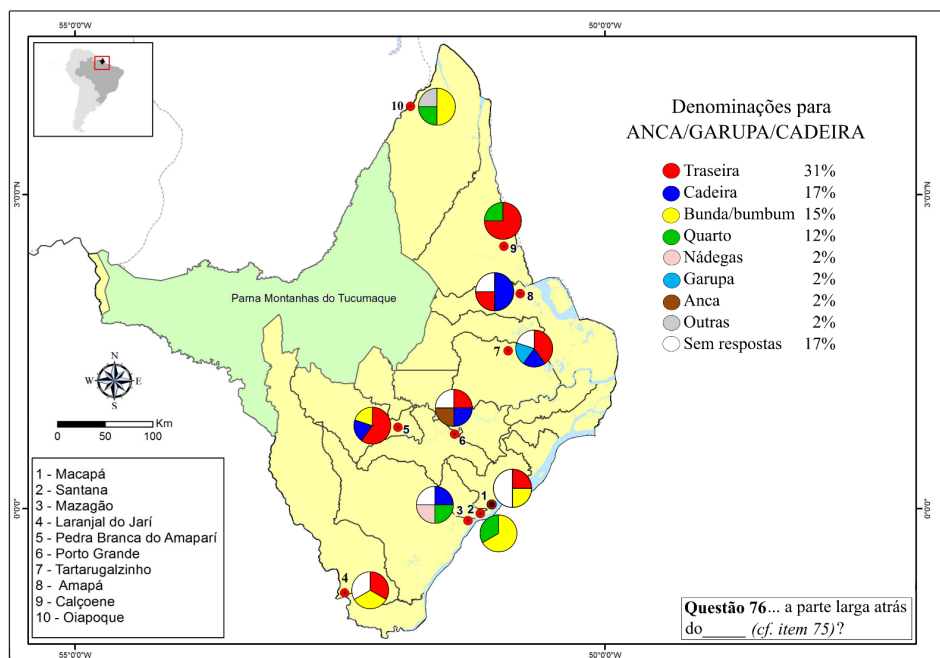 55°0'0"W
50°0'0"W
10
Denominações para
ANCA/GARUPA/CADEIRA
Traseira 31%
Cadeira 17%
Bunda/bumbum 15%
Quarto 12%
Nádegas 2%
Garupa 2%
Anca 2%
Outras 2%
Sem respostas 17%
3°0'0"N
3°0'0"N
9
8
Parna Montanhas do Tucumaque
7
N
W E
S
Km
0 50 100
5
6
1 - Macapá
2 - Santana
3 - Mazagão
4 - Laranjal do Jarí
5 - Pedra Branca do Amaparí
6 - Porto Grande
7 - Tartarugalzinho
8 - Amapá
9 - Calçoene
10 - Oiapoque
1
2
3
0°0'0"
0°0'0"
4
Questão 76... a parte larga atrás
do_____ (cf. item 75)?
55°0'0"W
50°0'0"W